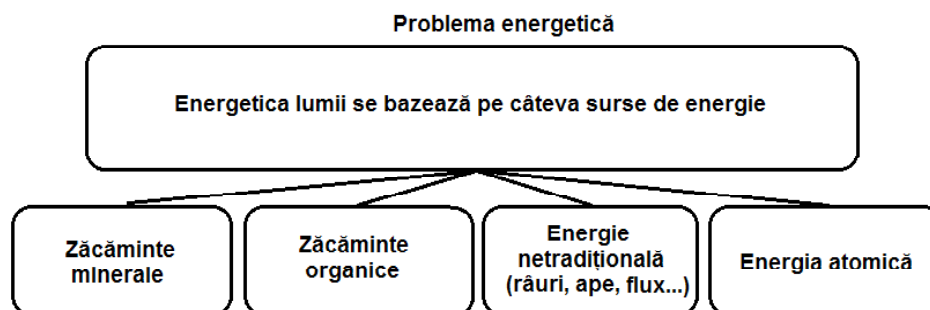 Problema energetică
Energetica lumii se bazează pe câteva surse de energie
Zăcăminte
minerale
Zăcăminte
organice
Energie
netradițională
(râuri, ape, flux...)
Energia atomică